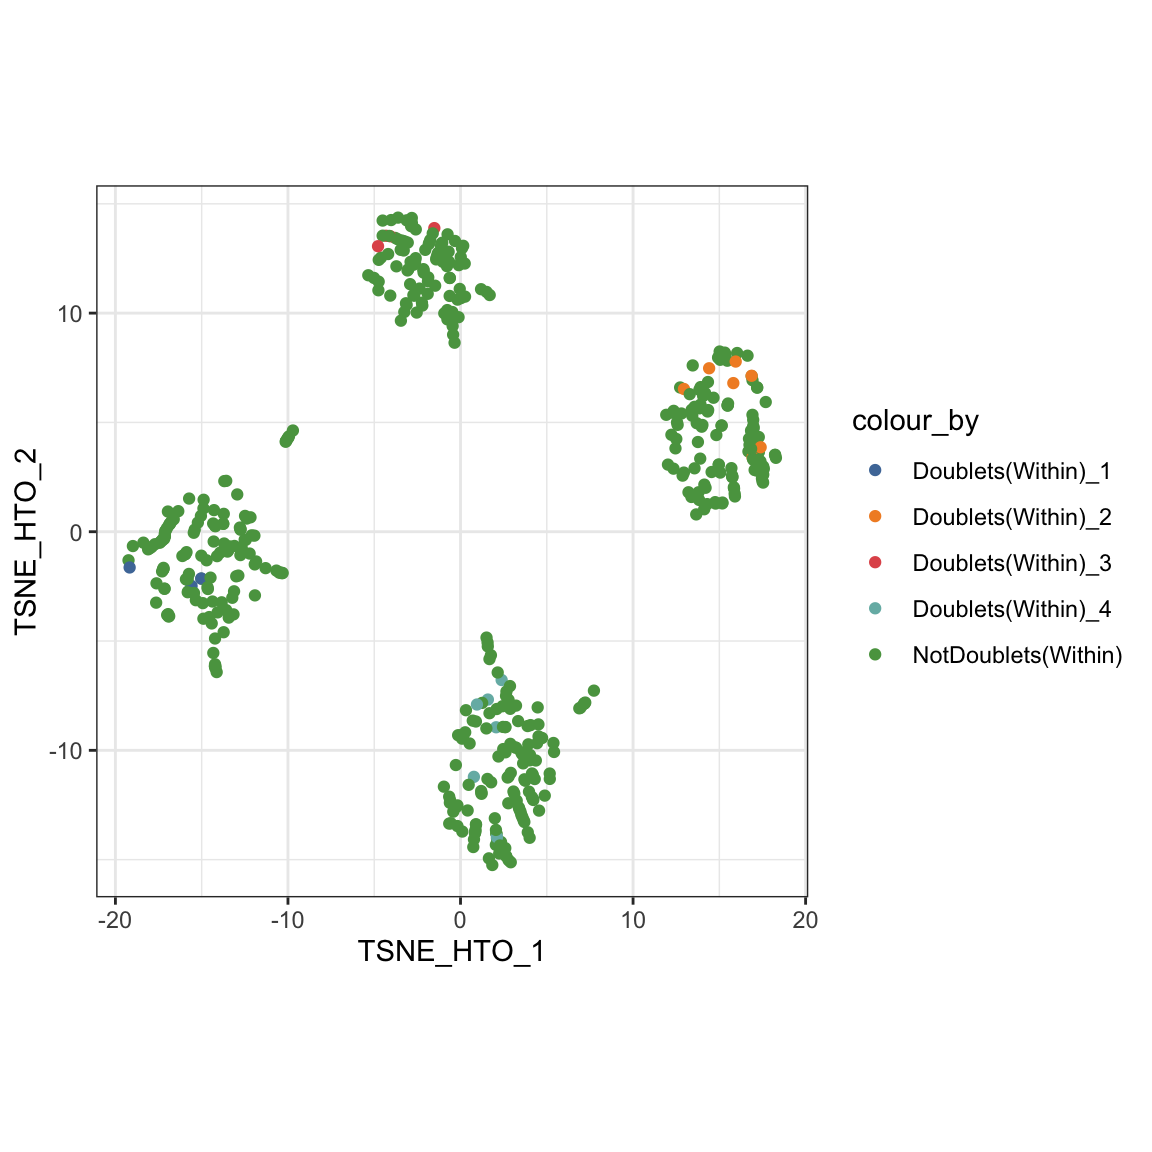 10
0
-10
-20
-10
0
10
20
TSNE_HTO_1
TSNE_HTO_2
colour_by
Doublets(Within)_1
Doublets(Within)_2
Doublets(Within)_3
Doublets(Within)_4
NotDoublets(Within)